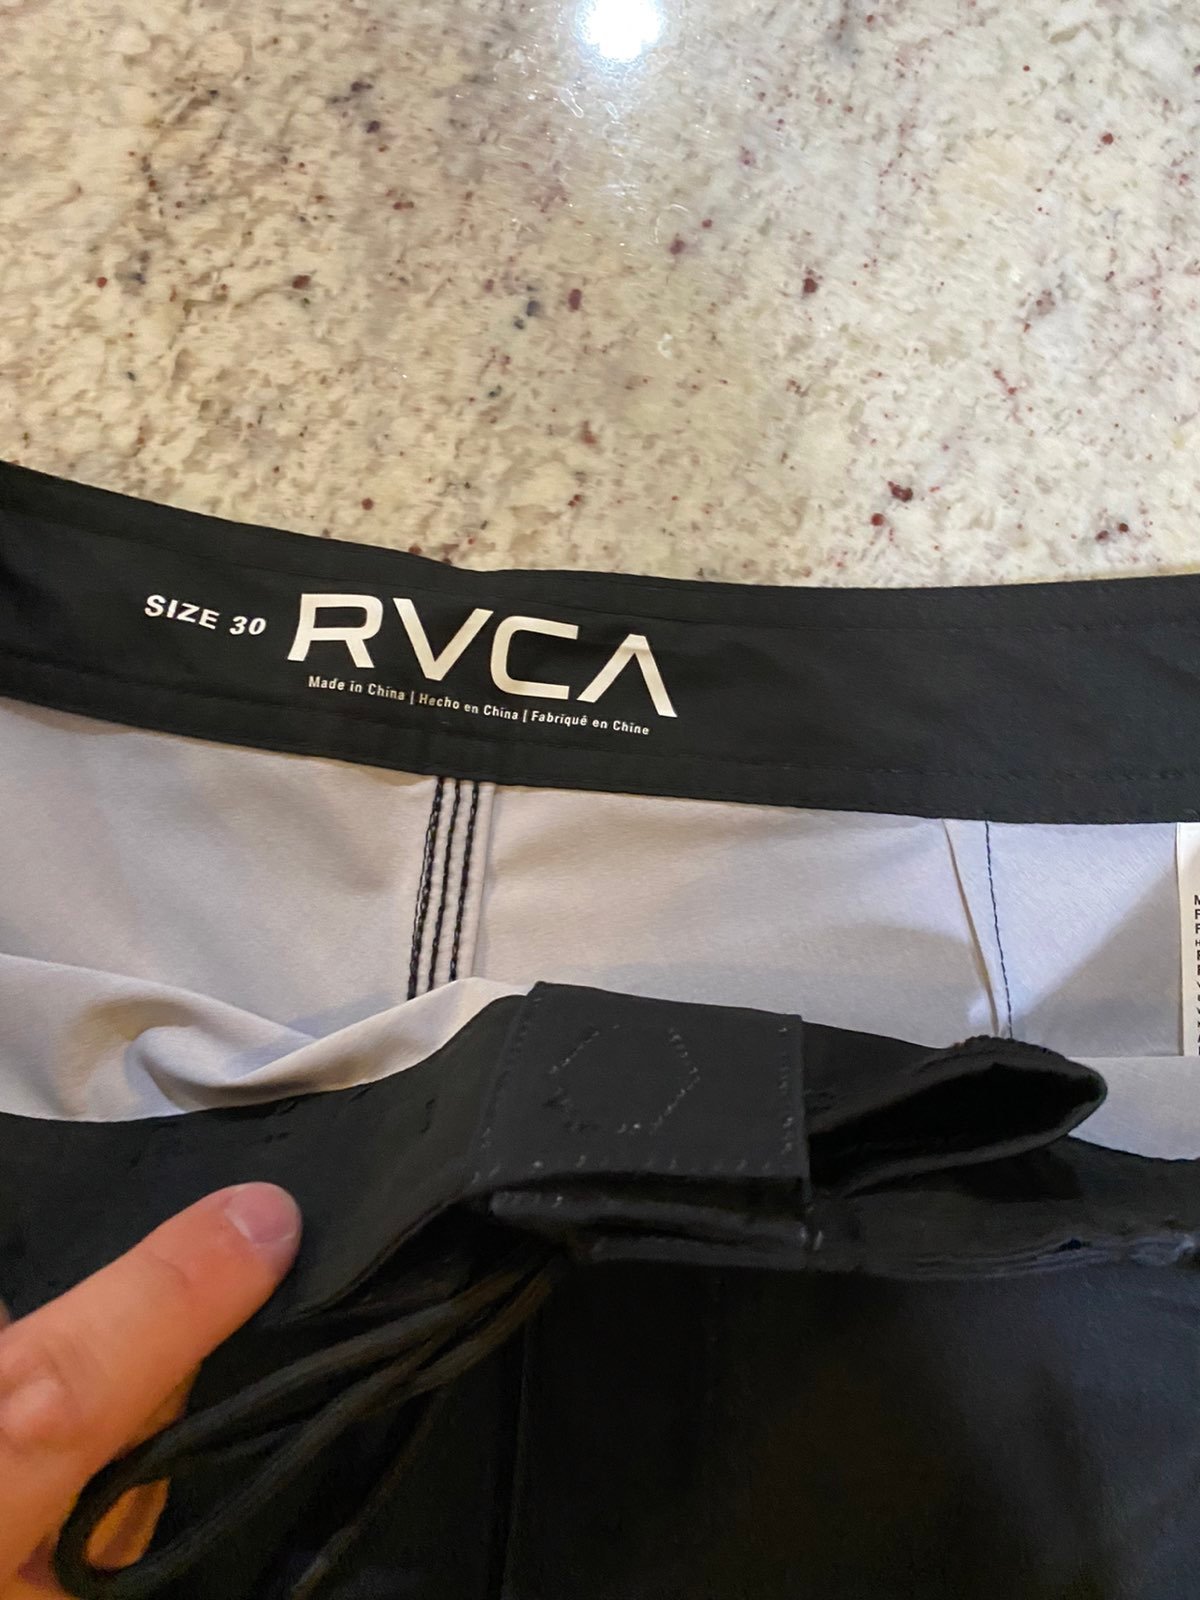 SIZE 30
RVCA
Made in China | Hecho en China | Fabriqué en Chine